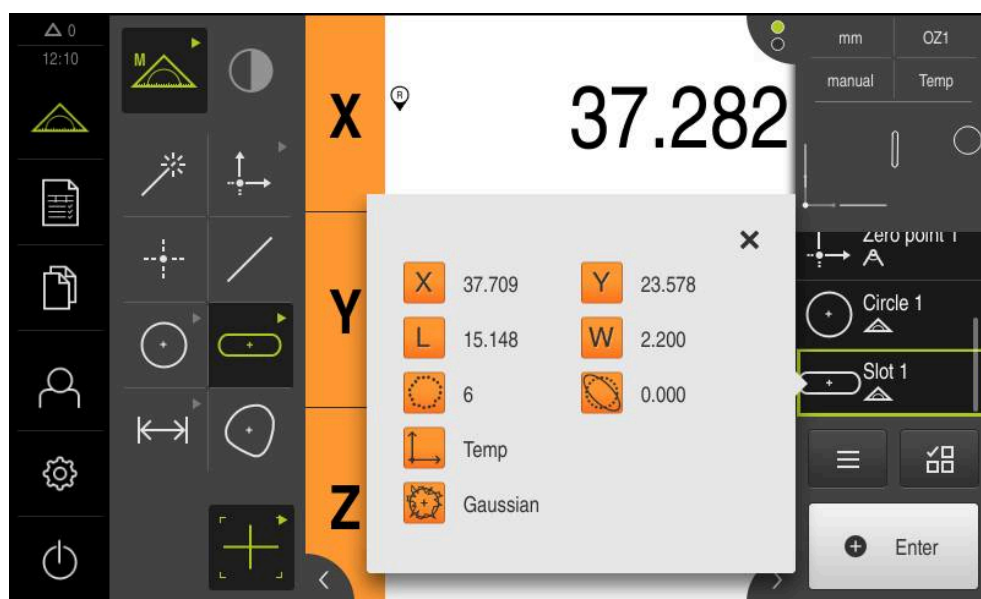 0
12:10
M
X
R
37.282
mm
OZ1
manual
Temp
Zero point 1
Circle 1
Slot 1
Y
Z
X 37.709
Y 23.578
L 15.148
W 2.200
6
0.000
Temp
Gaussian
Enter